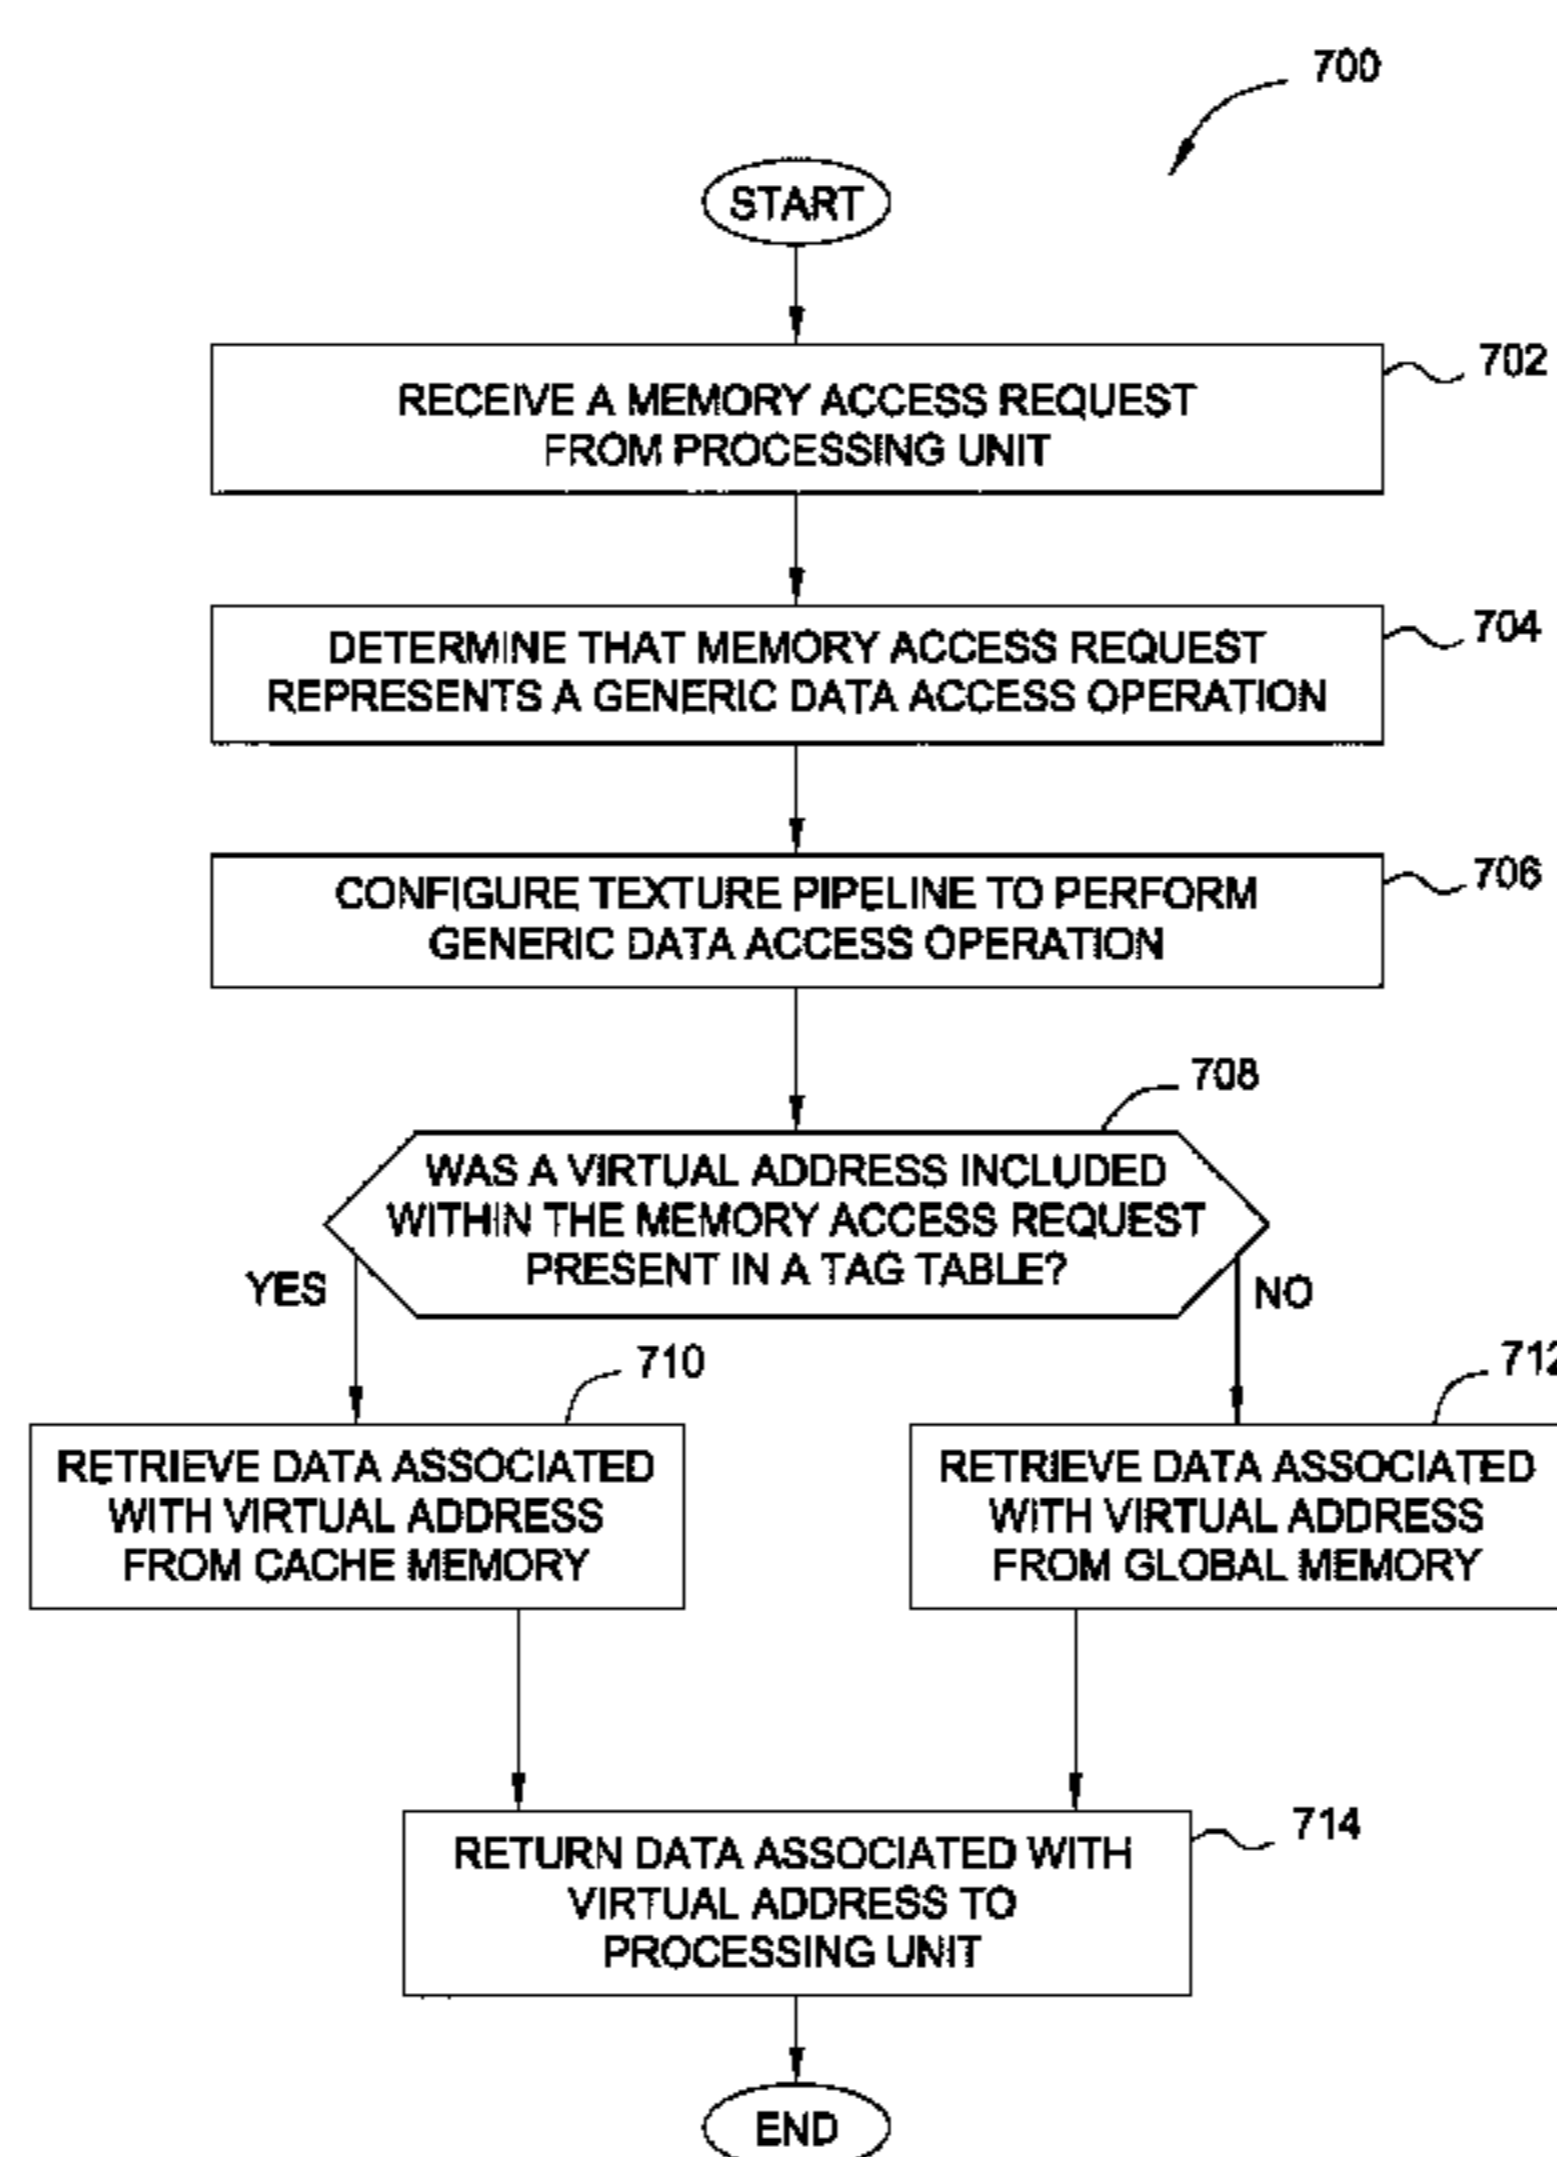 700
START
702
RECEIVE A MEMORY ACCESS REQUEST
FROM PROCESSING UNIT
704
DETERMINE THAT MEMORY ACCESS REQUEST
REPRESENTS A GENERIC DATA ACCESS OPERATION
706
CONFIGURE TEXTURE PIPELINE TO PERFORM
GENERIC DATA ACCESS OPERATION
708
WAS A VIRTUAL ADDRESS INCLUDED
WITHIN THE MEMORY ACCESS REQUEST
PRESENT IN A TAG TABLE?
YES
NO
710
RETRIEVE DATA ASSOCIATED
WITH VIRTUAL ADDRESS
FROM CACHE MEMORY
712
RETRIEVE DATA ASSOCIATED
WITH VIRTUAL ADDRESS
FROM GLOBAL MEMORY
714
RETURN DATA ASSOCIATED WITH
VIRTUAL ADDRESS TO
PROCESSING UNIT
END